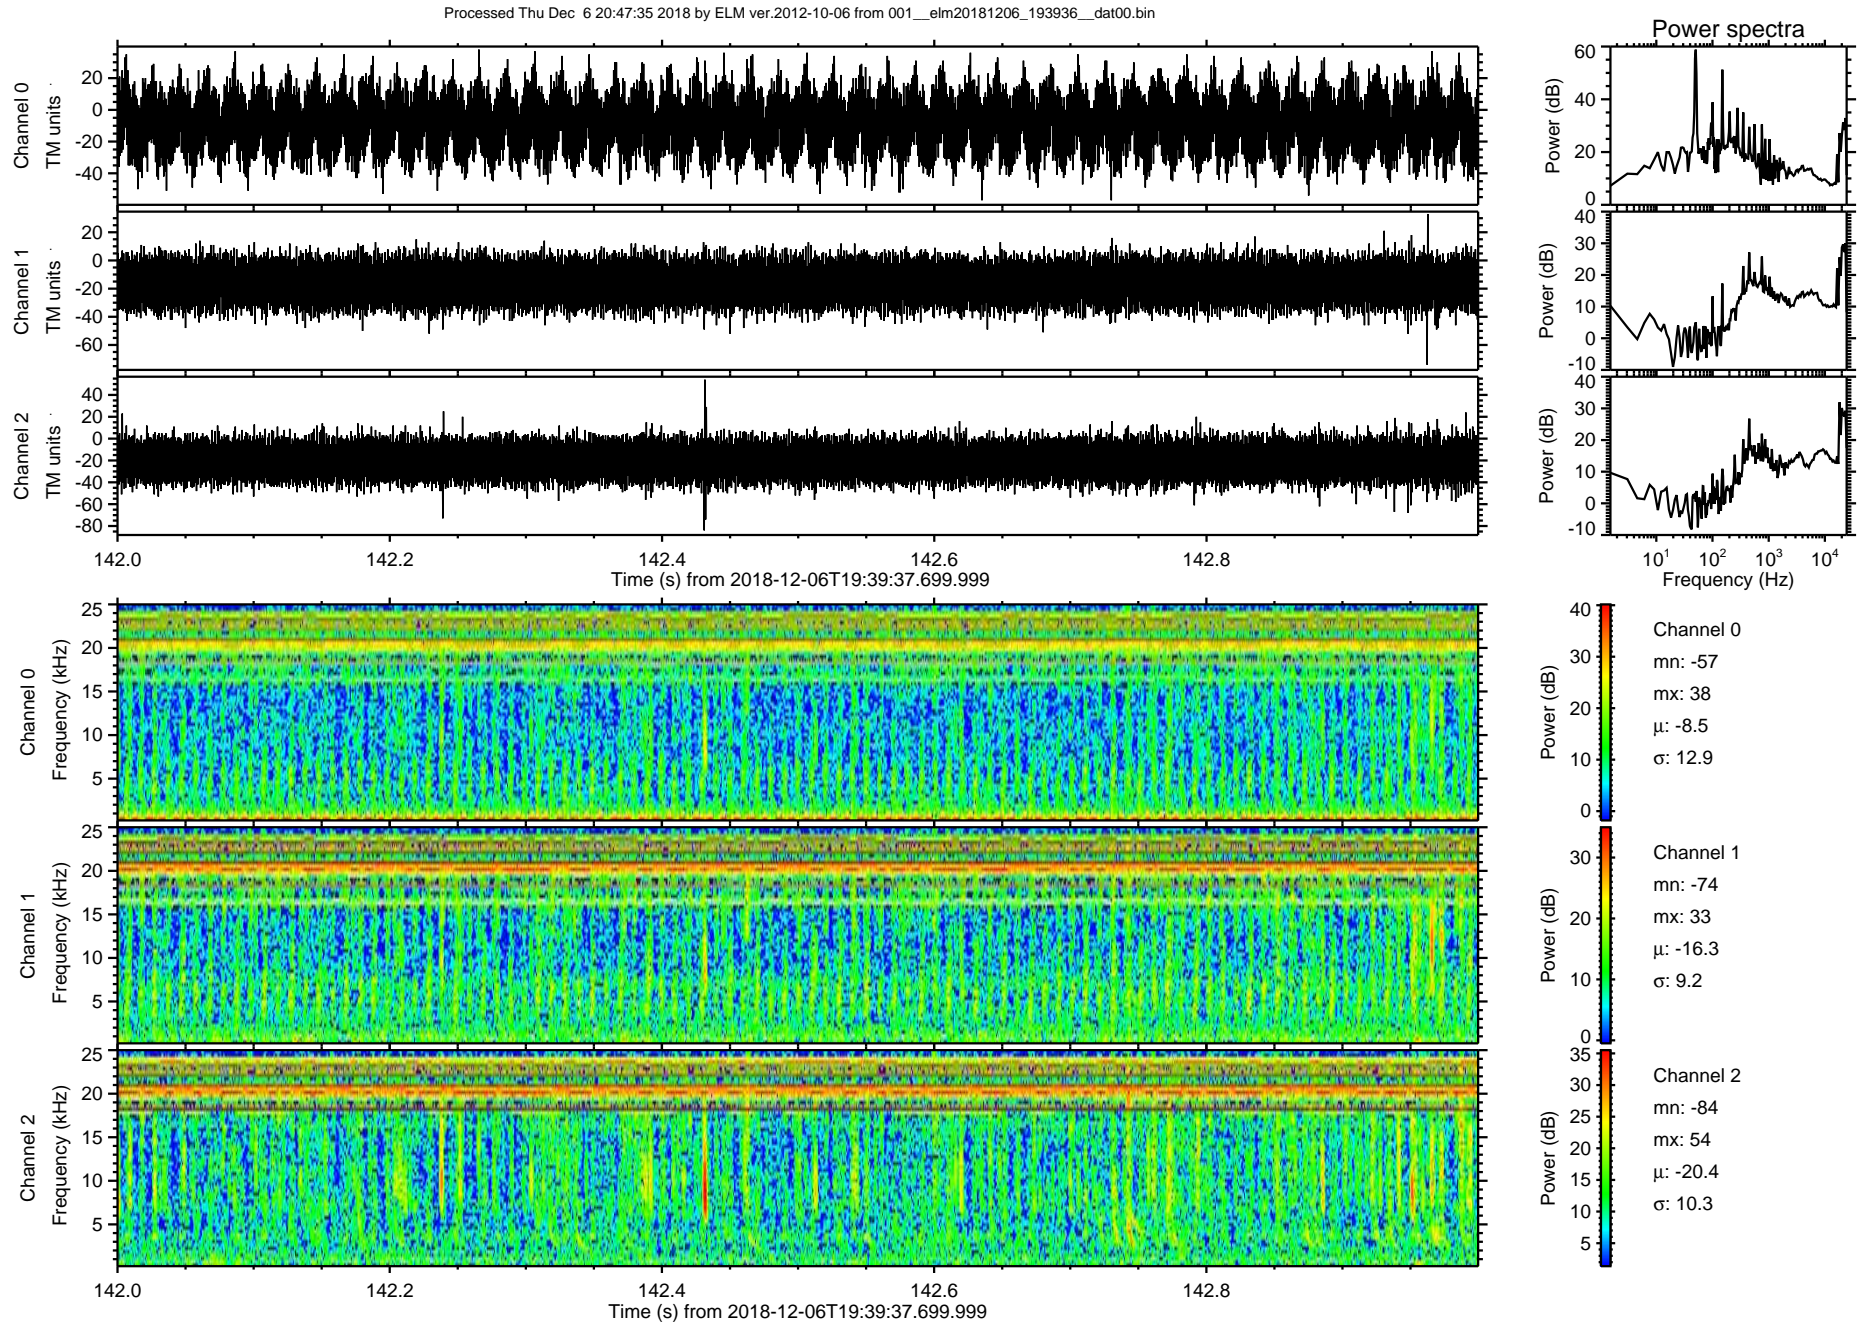 Processed Thu Dec  6 20:47:35 2018 by ELM ver.2012-10-06 from 001__elm20181206_193936__dat00.bin
Power spectra
Channel 0
TM units
20
0
-20
-40
Power (dB)
60
40
20
0
Channel 1
TM units
20
0
-20
-40
-60
Power (dB)
40
30
20
10
0
-10
Channel 2
TM units
40
20
0
-20
-40
-60
-80
Power (dB)
40
30
20
10
0
-10
142.0 142.2 142.4 142.6 142.8
Time (s) from 2018-12-06T19:39:37.699.999
10^1 10^2 10^3 10^4
Frequency (Hz)
Channel 0
Frequency (kHz)
25
20
15
10
5
Power (dB)
40
30
20
10
0
Channel 0
mn: -57
mx: 38
μ: -8.5
σ: 12.9
Channel 1
Frequency (kHz)
25
20
15
10
5
Power (dB)
30
20
10
0
Channel 1
mn: -74
mx: 33
μ: -16.3
σ: 9.2
Channel 2
Frequency (kHz)
25
20
15
10
5
Power (dB)
35
30
25
20
15
10
5
Channel 2
mn: -84
mx: 54
μ: -20.4
σ: 10.3
142.0 142.2 142.4 142.6 142.8
Time (s) from 2018-12-06T19:39:37.699.999